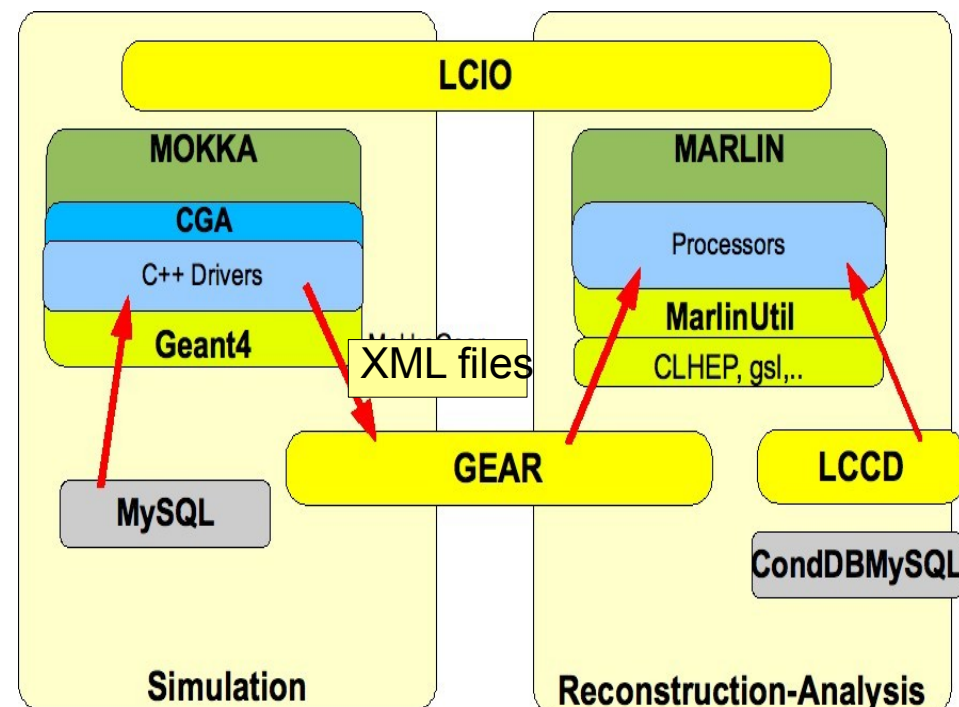 LCIO
MOKKA
CGA
C++ Drivers
Geant4
XML files
MARLIN
Processors
MarlinUtil
CLHEP, gsl,..
GEAR
LCCD
MySQL
CondDBMySQL
Simulation
Reconstruction-Analysis